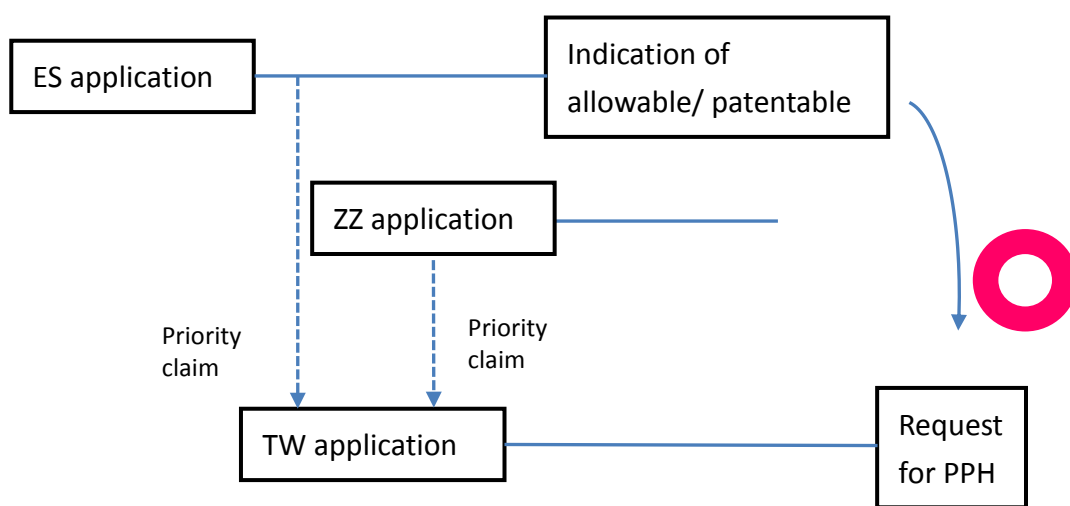 ES application
Indication of
allowable/ patentable
ZZ application
Priority
claim
Priority
claim
TW application
Request
for PPH